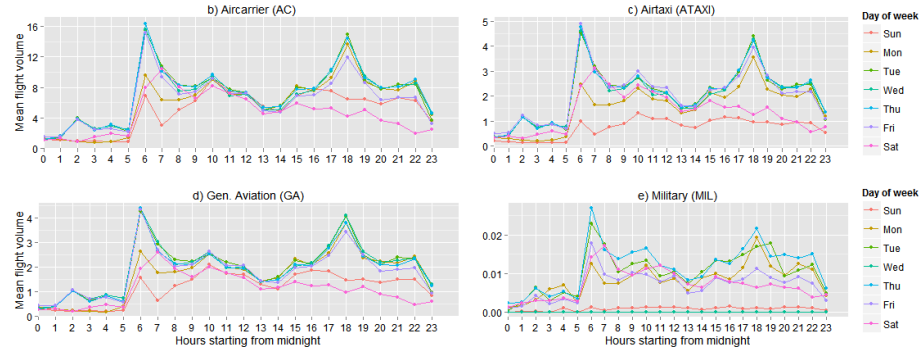 b) Aircarrier (AC)
Mean flight volume
16
12
8
4
0
0 1 2 3 4 5 6 7 8 9 10 11 12 13 14 15 16 17 18 19 20 21 22 23
c) Airtaxi (ATAXI)
5
4
3
2
1
0
0 1 2 3 4 5 6 7 8 9 10 11 12 13 14 15 16 17 18 19 20 21 22 23
Day of week
Sun
Mon
Tue
Wed
Thu
Fri
Sat
d) Gen. Aviation (GA)
Mean flight volume
4
3
2
1
0
0 1 2 3 4 5 6 7 8 9 10 11 12 13 14 15 16 17 18 19 20 21 22 23
Hours starting from midnight
e) Military (MIL)
0.02
0.01
0.00
0 1 2 3 4 5 6 7 8 9 10 11 12 13 14 15 16 17 18 19 20 21 22 23
Hours starting from midnight
Day of week
Sun
Mon
Tue
Wed
Thu
Fri
Sat